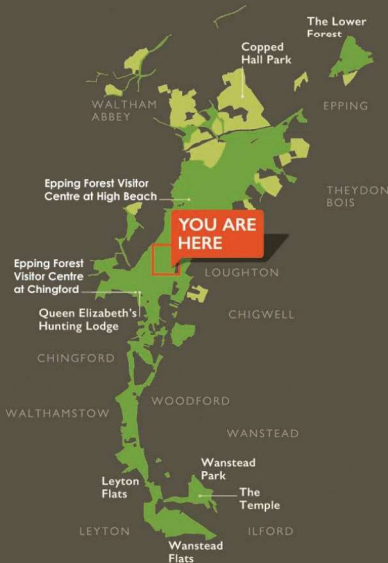 The Lower
Forest
Copped
Hall Park
WALTHAM
ABBEY
EPPING
THEYDON
BOIS
Epping Forest Visitor
Centre at High Beach
YOU ARE
HERE
Epping Forest
Visitor Centre
at Chingford
LOUGHTON
Queen Elizabeth's
Hunting Lodge
CHIGWELL
CHINGFORD
WOODFORD
WALTHAMSTOW
WANSTEAD
Wanstead
Park
Leyton
Flats
The
Temple
LEYTON
ILFORD
Wanstead
Flats